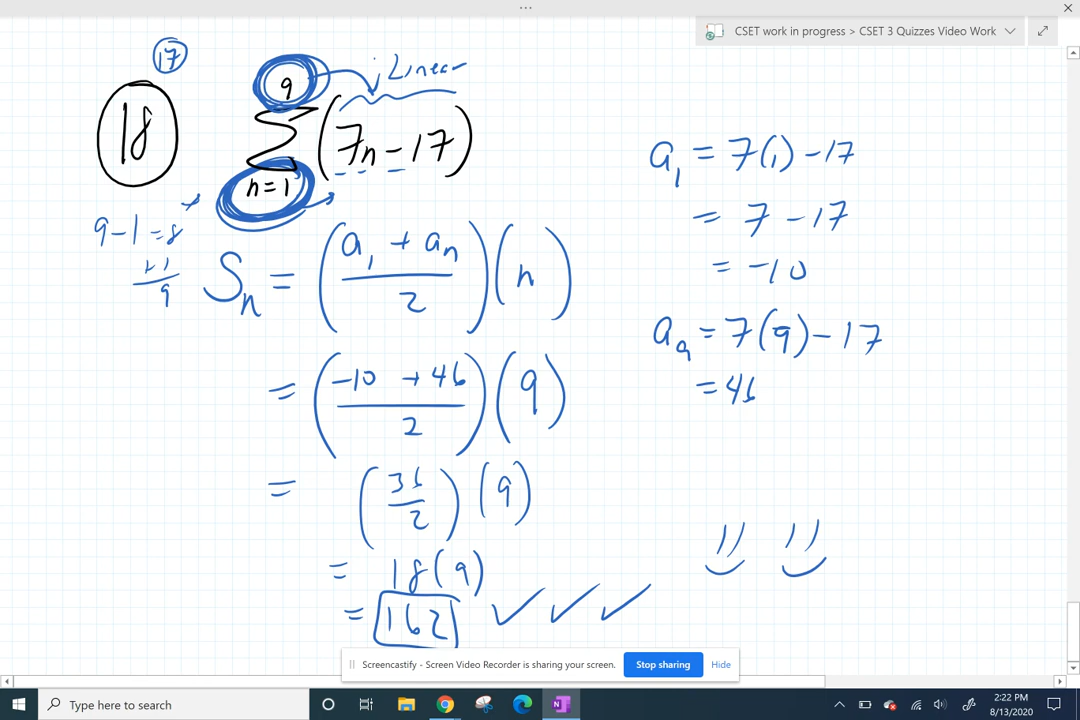 CSET work in progress > CSET 3 Quizzes Video Work
17
18
9
Σ (7n - 17)
n = 1
Linear
9 - 1 = 8
+1
9
Sn = ((a1 + an)/2)(n)
= ((-10 + 46)/2)(9)
= (36/2)(9)
= 18(9)
= 162 ✓ ✓ ✓
a1 = 7(1) - 17
= 7 - 17
= -10
a9 = 7(9) - 17
= 46
Screencastify - Screen Video Recorder is sharing your screen.
Stop sharing
Hide
Type here to search
2:22 PM
8/13/2020